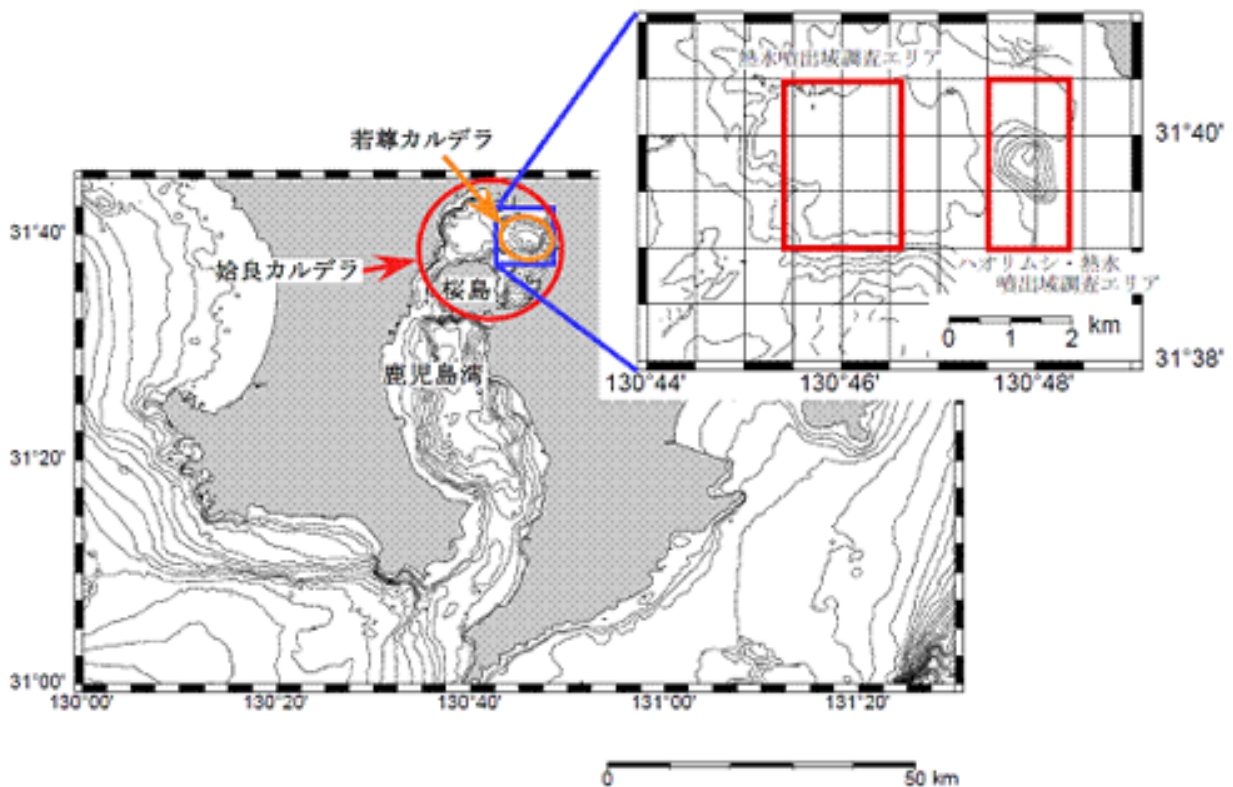 熱水噴出域調査エリア
31°40'
ハオリムシ・熱水
噴出域調査エリア
0 1 2 km
31°38'
130°44' 130°46' 130°48'
若尊カルデラ
31°40'
姶良カルデラ
桜島
鹿児島湾
31°20'
31°00'
130°00' 130°20' 130°40' 131°00' 131°20'
0 50 km